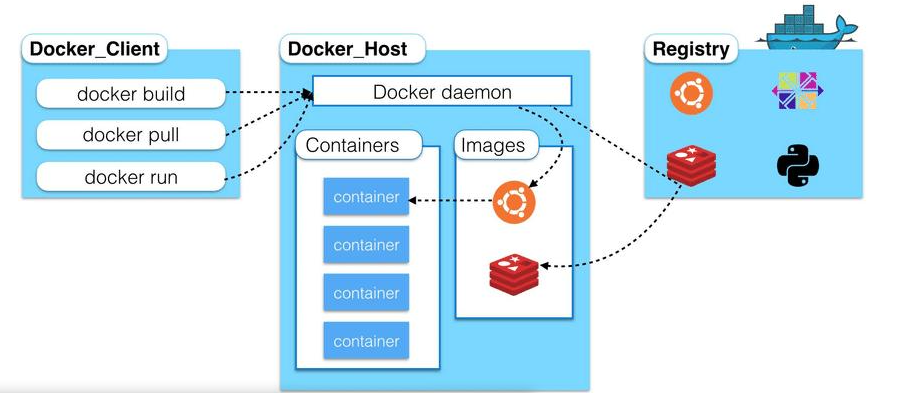 Docker_Client
docker build
docker pull
docker run
Docker_Host
Docker daemon
Containers
container
container
container
container
Images
Registry